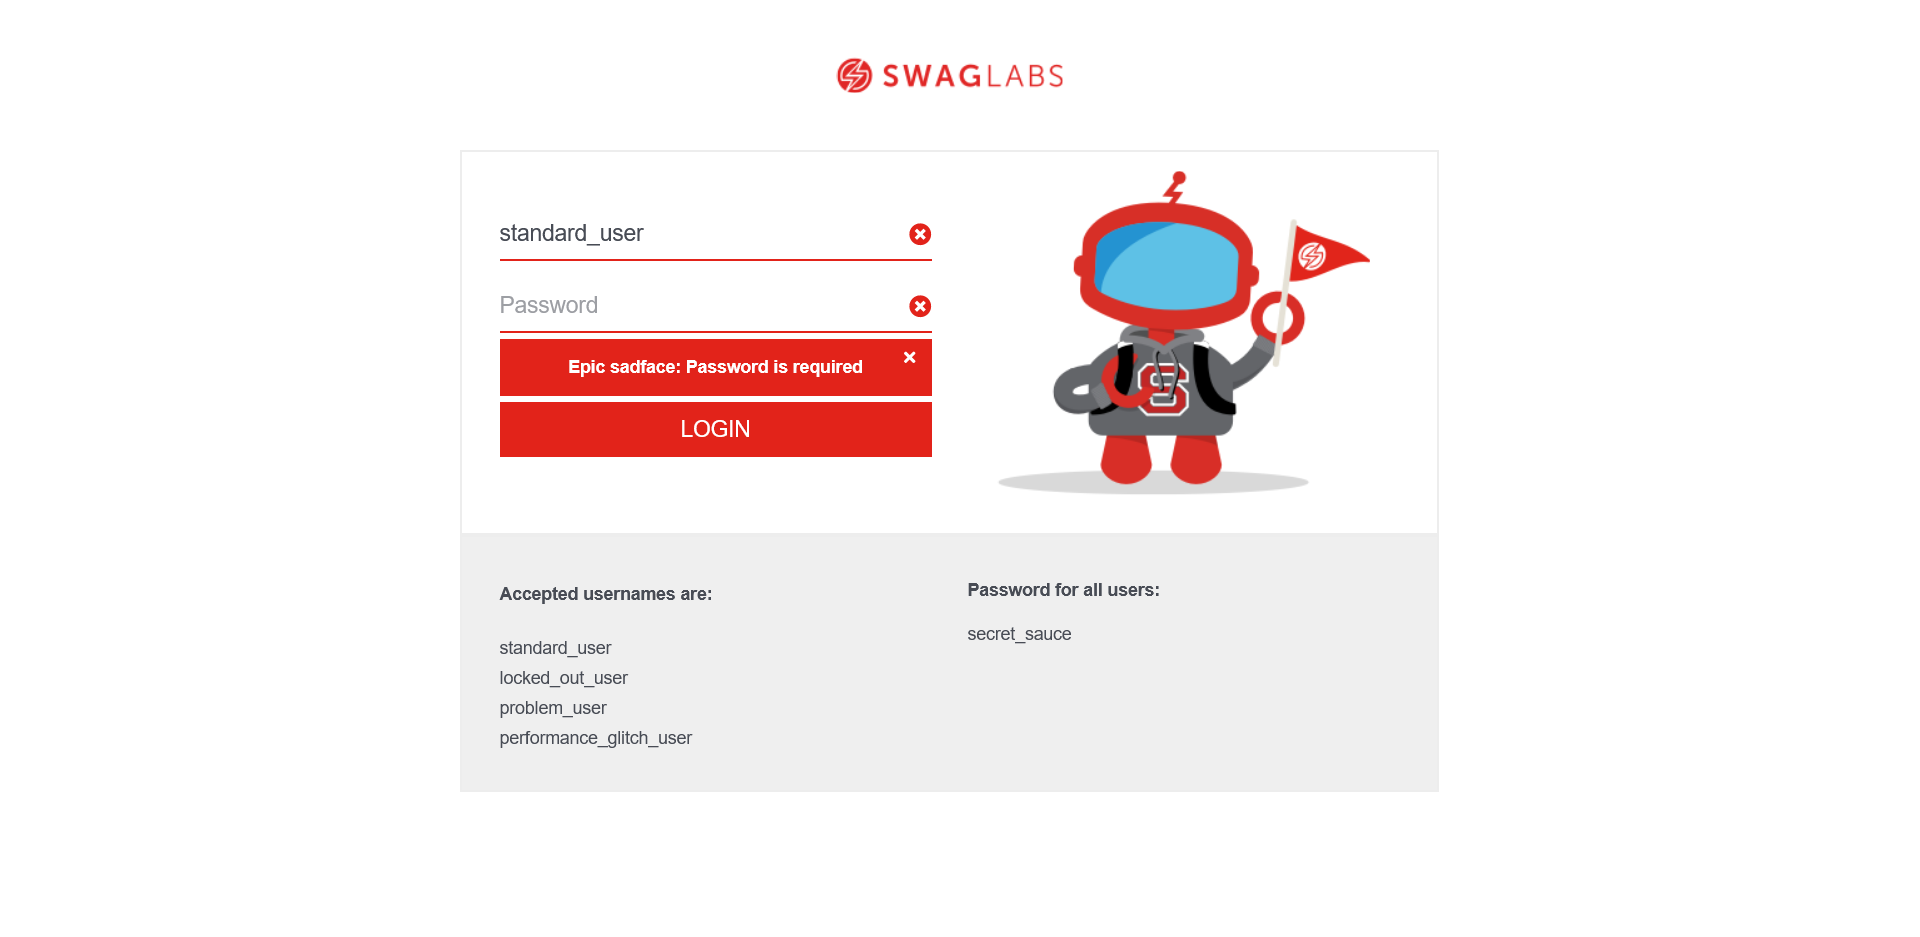 SWAGLABS
standard_user
Password
Epic sadface: Password is required
LOGIN
S
Accepted usernames are:
standard_user
locked_out_user
problem_user
performance_glitch_user
Password for all users:
secret_sauce